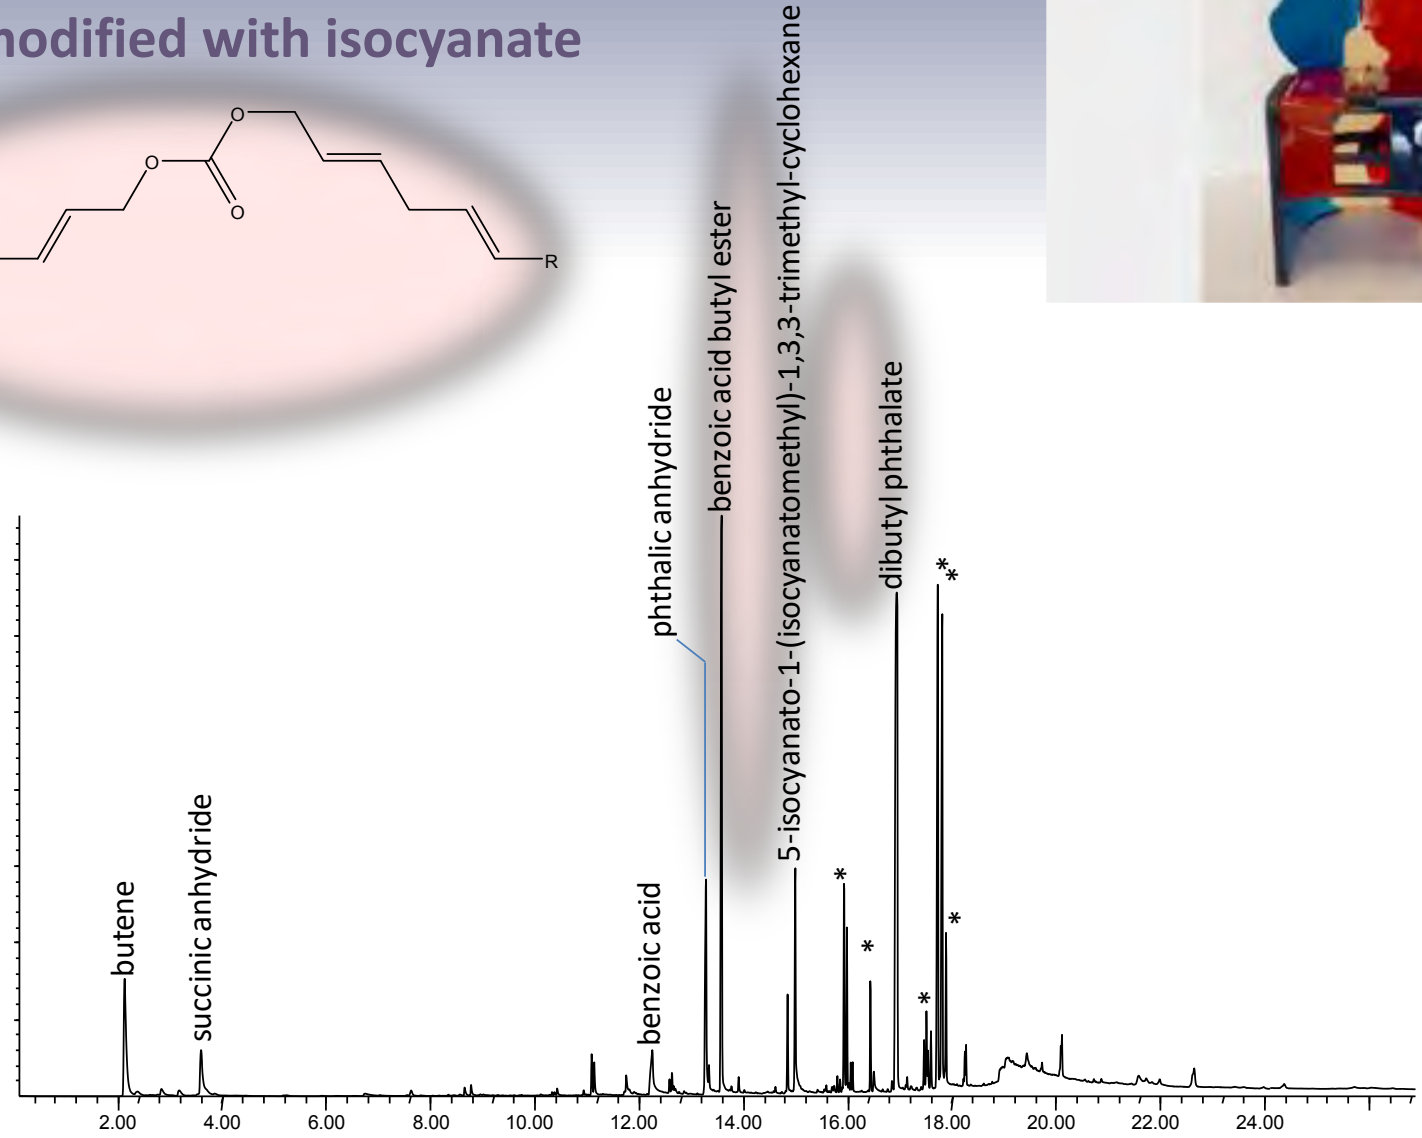 modified with isocyanate
O
O
O
R
5-isocyanato-1-(isocyanatomethyl)-1,3,3-trimethyl-cyclohexane
benzoic acid butyl ester
dibutyl phthalate
phthalic anhydride
*
*
butene
succinic anhydride
benzoic acid
*
*
*
*
2.00 4.00 6.00 8.00 10.00 12.00 14.00 16.00 18.00 20.00 22.00 24.00